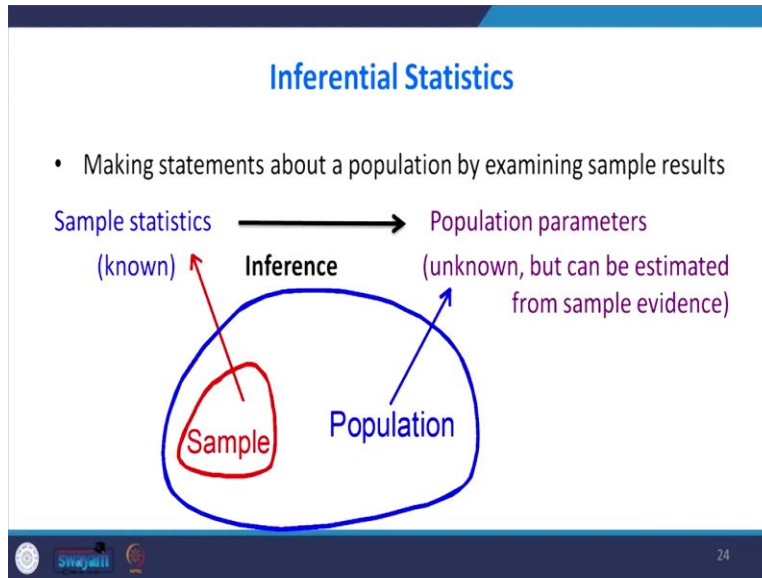 Inferential Statistics
• Making statements about a population by examining sample results
Sample statistics → Population parameters
(known) Inference (unknown, but can be estimated
from sample evidence)
Sample
Population
swayam
24